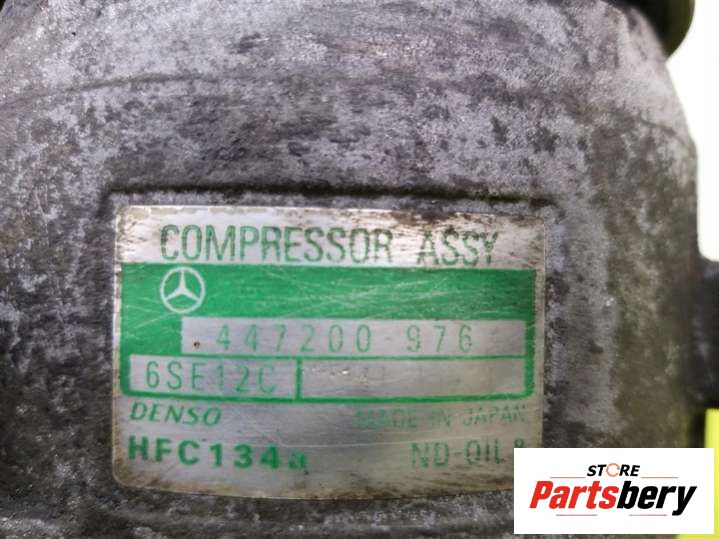 COMPRESSOR ASSY
447200 976
6SE12C
DENSO MADE IN JAPAN
HFC134a ND-OIL 8
STORE
Partsbery